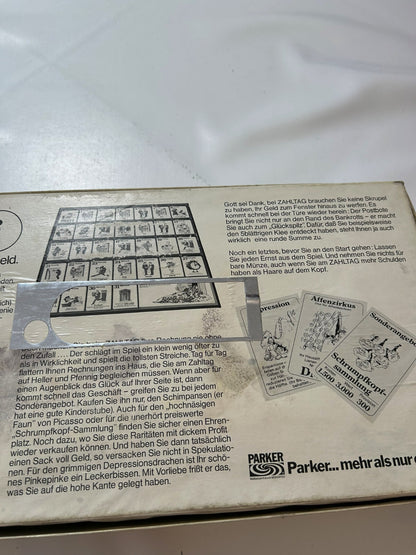 Gott sei Dank, bei ZAHLTAG brauchen Sie keine Skrupel
zu haben, Ihr Geld zum Fenster hinaus zu werfen. Es
kommt schnell bei der Türe wieder herein: Der Postbote
bringt Sie nicht nur an den Rand des Bankrotts – er macht
Sie auch zum „Glückspilz". Dafür, daß Sie beispielsweise
den 5blättrigen Klee entdeckt haben, steht Ihnen ja auch
wirklich eine runde Summe zu.
Noch ein letztes, bevor Sie an den Start gehen: Lassen
Sie jeden Ernst aus dem Spiel. Und nehmen Sie nichts für
bare Münze, auch wenn Sie am ZAHLTAG mehr Schulden
haben als Haare auf dem Kopf.
eld.
ohne
den Zufall .... Der schlägt im Spiel ein klein wenig öfter zu
als in Wirklichkeit und spielt die tollsten Streiche. Tag für Tag
flattern Ihnen Rechnungen ins Haus, die Sie am Zahltag
auf Heller und Pfennig begleichen müssen. Wenn aber für
einen Augenblick das Glück auf Ihrer Seite ist, dann
kommt schnell das Geschäft – greifen Sie zu bei jedem
Sonderangebot. Kaufen Sie ihn nur, den Schimpansen (er
hat eine gute Kinderstube). Auch für den „hochnäsigen
Faun" von Picasso oder für die unerhört preiswerte
„Schrumpfkopf-Sammlung" finden Sie sicher einen Ehren-
platz. Noch dazu, wo Sie diese Raritäten mit dickem Profit
wieder verkaufen können. Und haben Sie dann tatsächlich
einen Sack voll Geld, so versacken Sie nicht in Spekulatio-
nen. Für den grimmigen Depressionsdrachen ist Ihr schö-
nes Pinkepinke ein Leckerbissen. Mit Vorliebe frißt er das,
was Sie auf die hohe Kante gelegt haben.
pression
Affenzirkus
Sonderangebot
Schrumpfkopf-
sammlung
1.500
3.000
300
PARKER
Parker... mehr als nur